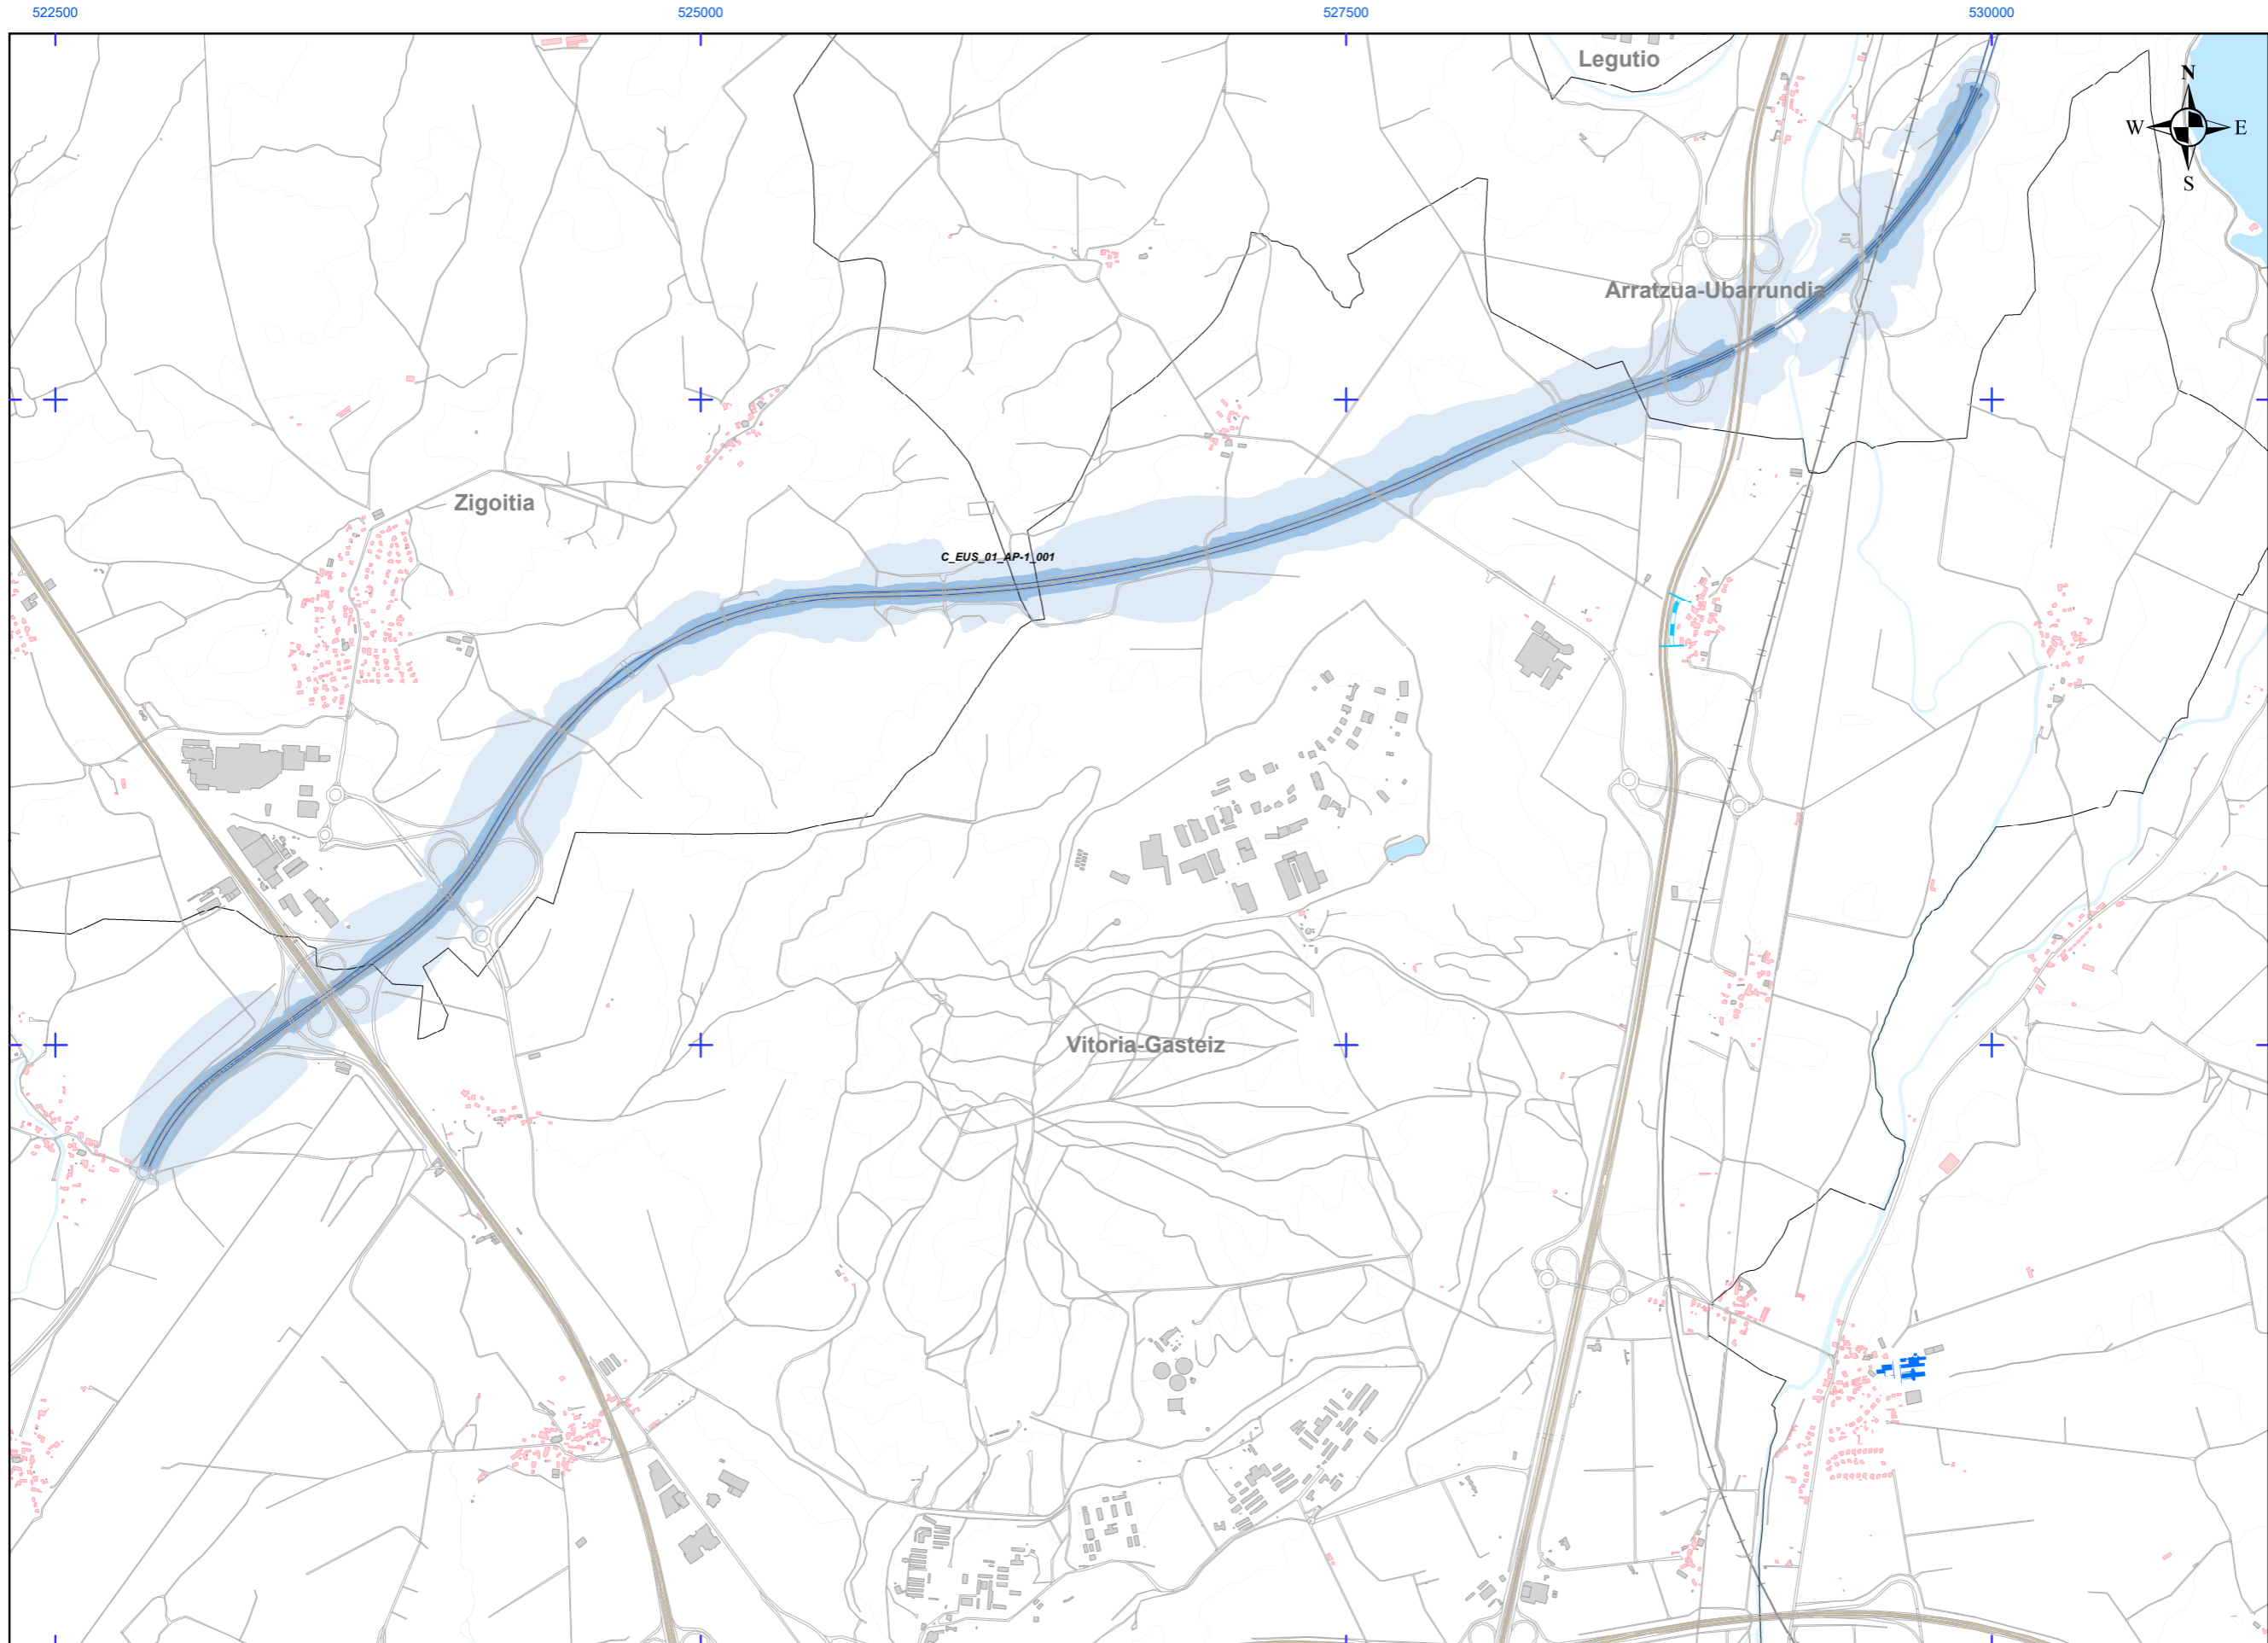 522500 525000 527500 530000
Legutio
N
W E
S
Arratzua-Ubarrundia
Zigoitia
C_EUS_01_AP-1_001
Vitoria-Gasteiz